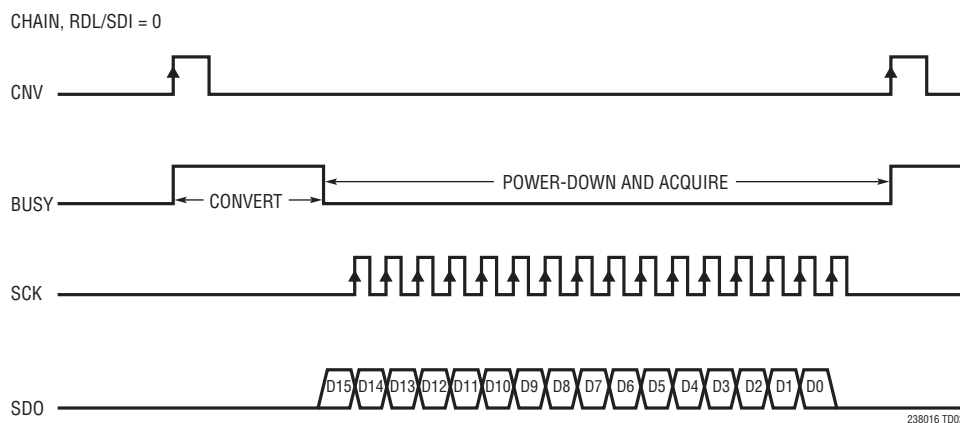 CHAIN, RDL/SDI = 0
CNV
POWER-DOWN AND ACQUIRE
CONVERT
BUSY
SCK
D15 D14 D13 D12 D11 D10 D9 D8 D7 D6 D5 D4 D3 D2 D1 D0
SDO